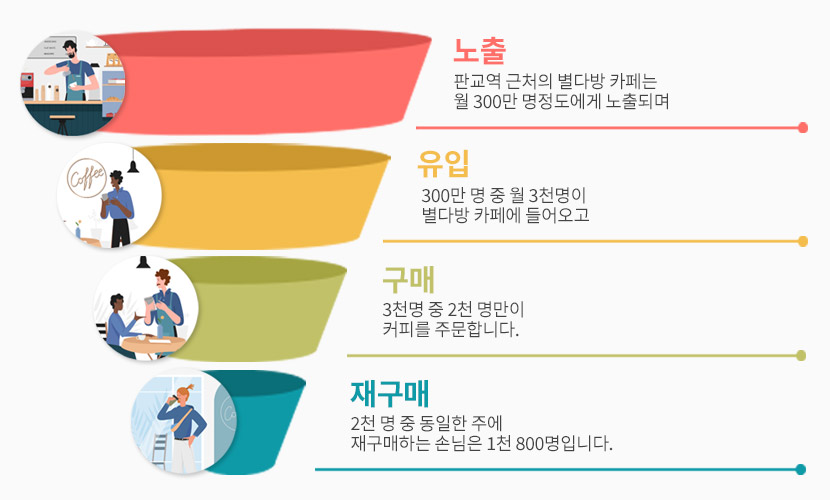 노출
판교역 근처의 별다방 카페는
월 300만 명정도에게 노출되며
Coffee
유입
300만 명 중 월 3천명이
별다방 카페에 들어오고
구매
3천명 중 2천 명만이
커피를 주문합니다.
재구매
2천 명 중 동일한 주에
재구매하는 손님은 1천 800명입니다.